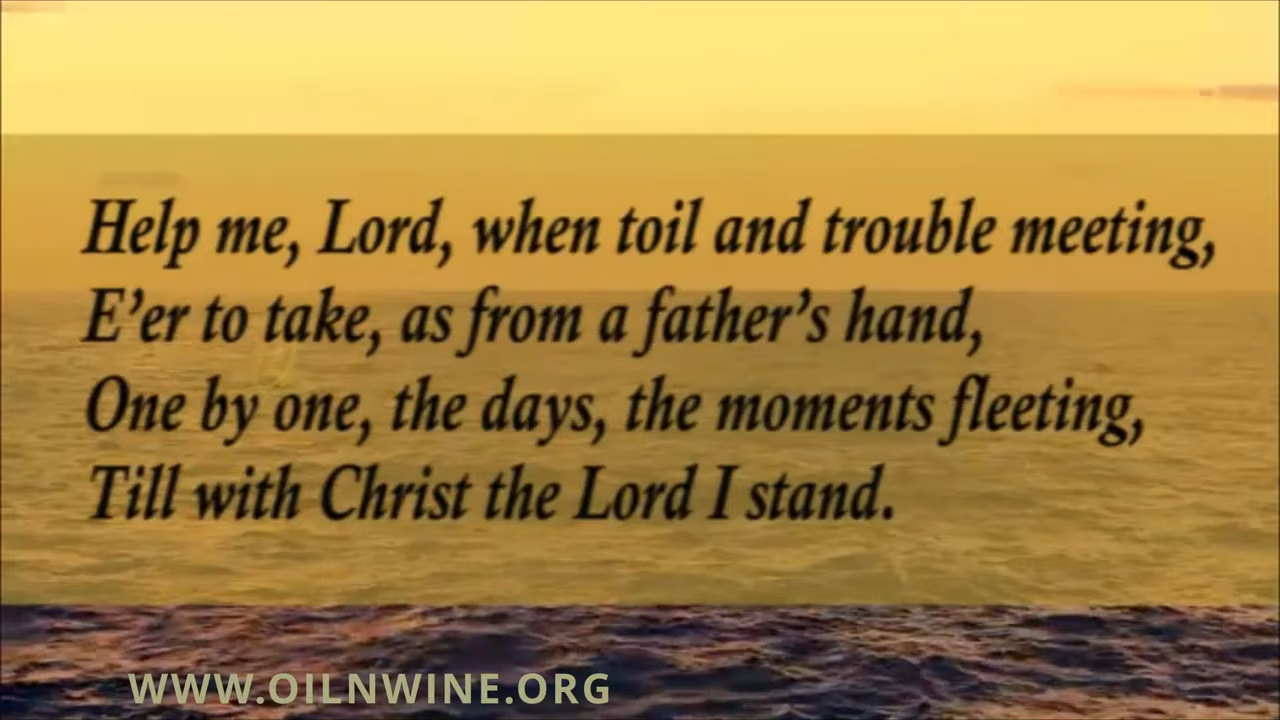 Help me, Lord, when toil and trouble meeting,
E’er to take, as from a father’s hand,
One by one, the days, the moments fleeting,
Till with Christ the Lord I stand.
WWW.OILNWINE.ORG